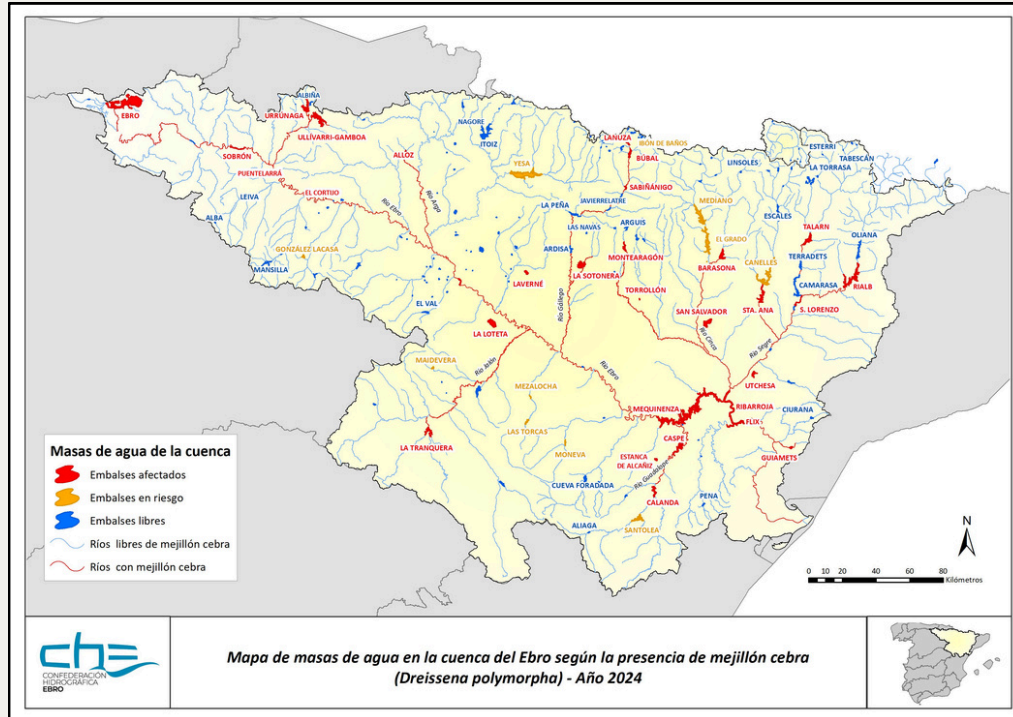 ALBIÑA
EBRO
URRÚNAGA
ULLÍVARRI-GAMBOA
NAGORE
ITOIZ
LANUZA
IBÓN DE BAÑOS
BÚBAL
ESTERRI
TABESCÁN
LINSOLES
LA TORRASA
SOBRÓN
PUENTELARRÁ
ALLOZ
YESA
SABIÑÁNIGO
EL CORTIJO
LEIVA
Río Arga
Río Ebro
JAVIERRELATRE
LA PEÑA
MEDIANO
ESCALES
ALBA
LAS NAVAS
ARGUIS
TALARN
OLIANA
GONZÁLEZ LACASA
ARDISA
MONTEARAGÓN
EL GRADO
CANELLES
TERRADETS
MANSILLA
LA SOTONERA
BARASONA
LAVERNÉ
TORROLLÓN
CAMARASA
RIALB
EL VAL
Río Gállego
SAN SALVADOR
STA. ANA
S. LORENZO
LA LOTETA
Río Cinca
Río Segre
MAIDEVERA
Río Jalón
Río Ebro
UTCHESA
MEZALOCHA
MEQUINENZA
RIBARROJA
CIURANA
LAS TORCAS
FLIX
LA TRANQUERA
CASPE
MONEVA
ESTANCA
DE ALCAÑIZ
GUIAMETS
CUEVA FORADADA
Río Guadalope
CALANDA
PENA
ALIAGA
SANTOLEA
Masas de agua de la cuenca
Embalses afectados
Embalses en riesgo
Embalses libres
Ríos libres de mejillón cebra
Ríos con mejillón cebra
N
0 10 20 40 60 80
Kilómetros
che
CONFEDERACIÓN
HIDROGRÁFICA
EBRO
Mapa de masas de agua en la cuenca del Ebro según la presencia de mejillón cebra
(Dreissena polymorpha) - Año 2024